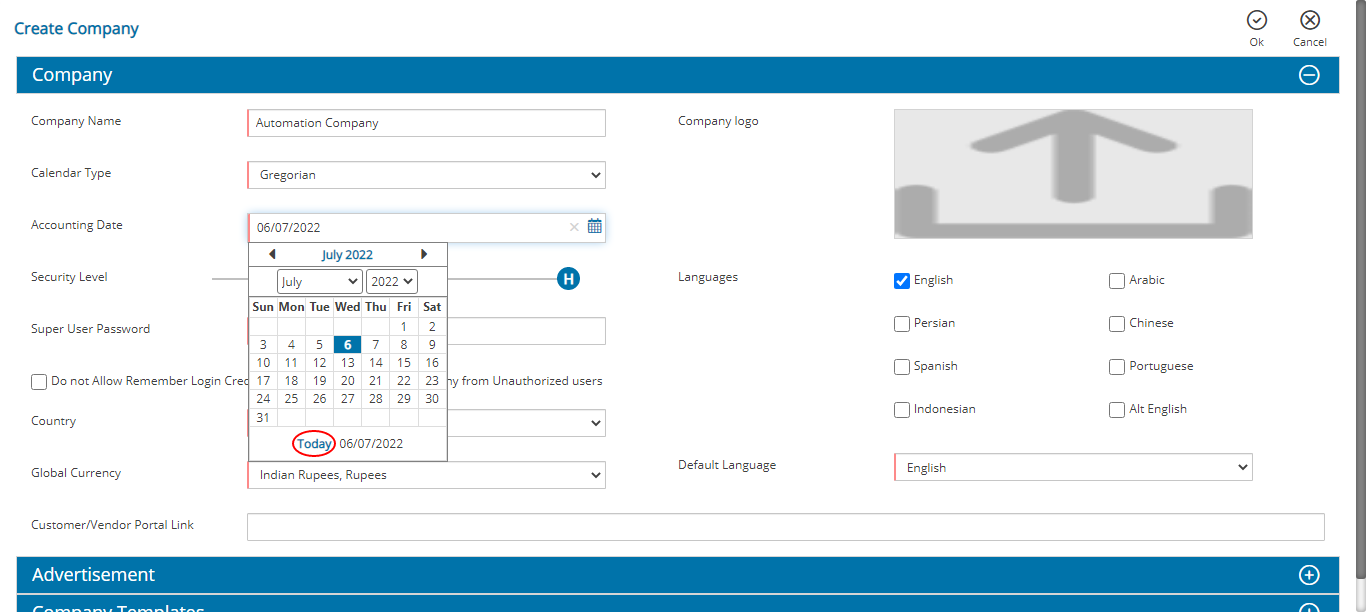 Create Company
Ok
Cancel
Company
Company Name
Automation Company
Company logo
Calendar Type
Gregorian
Accounting Date
06/07/2022
July 2022
July
2022
Sun Mon Tue Wed Thu Fri Sat
1 2
3 4 5 6 7 8 9
10 11 12 13 14 15 16
17 18 19 20 21 22 23
24 25 26 27 28 29 30
31
Today 06/07/2022
Security Level
H
Languages
English
Arabic
Persian
Chinese
Spanish
Portuguese
Indonesian
Alt English
Super User Password
Do not Allow Remember Login Cred
from Unauthorized users
Country
Global Currency
Indian Rupees, Rupees
Default Language
English
Customer/Vendor Portal Link
Advertisement
Company Templates